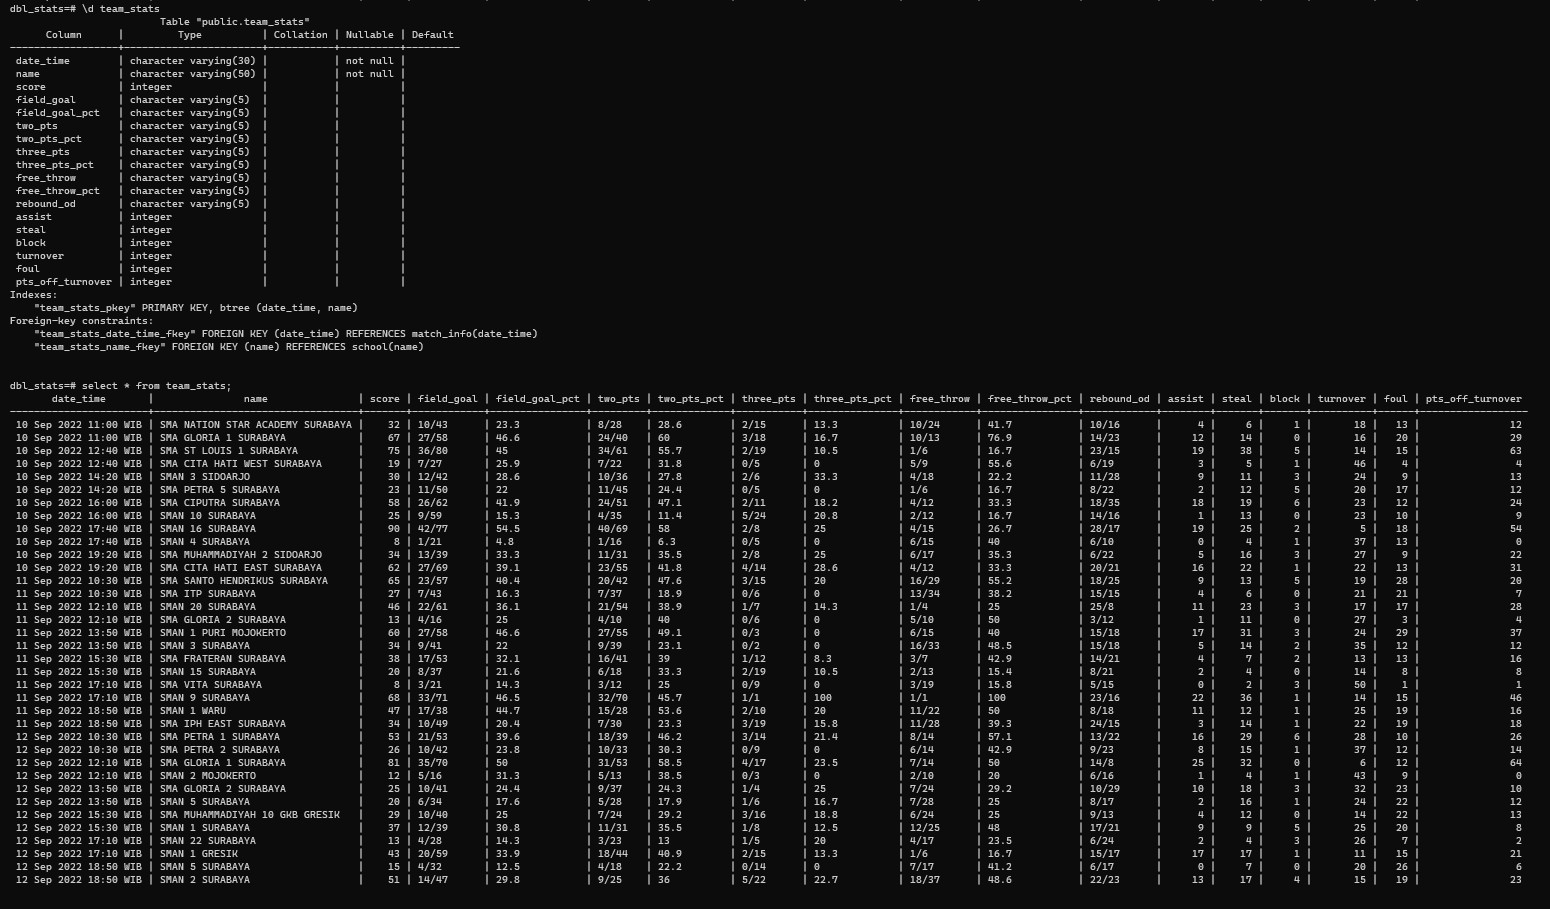 dbl_stats=# \d team_stats
Table "public.team_stats"
Column | Type | Collation | Nullable | Default
------------------+-----------------------+-----------+----------+---------
date_time | character varying(30) | | not null |
name | character varying(50) | | not null |
score | integer | | |
field_goal | character varying(5) | | |
field_goal_pct | character varying(5) | | |
two_pts | character varying(5) | | |
two_pts_pct | character varying(5) | | |
three_pts | character varying(5) | | |
three_pts_pct | character varying(5) | | |
free_throw | character varying(5) | | |
free_throw_pct | character varying(5) | | |
rebound_od | character varying(5) | | |
assist | integer | | |
steal | integer | | |
block | integer | | |
turnover | integer | | |
foul | integer | | |
pts_off_turnover | integer | | |
Indexes:
"team_stats_pkey" PRIMARY KEY, btree (date_time, name)
Foreign-key constraints:
"team_stats_date_time_fkey" FOREIGN KEY (date_time) REFERENCES match_info(date_time)
"team_stats_name_fkey" FOREIGN KEY (name) REFERENCES school(name)
dbl_stats=# select * from team_stats;
date_time | name | score | field_goal | field_goal_pct | two_pts | two_pts_pct | three_pts | three_pts_pct | free_throw | free_throw_pct | rebound_od | assist | steal | block | turnover | foul | pts_off_turnover
10 Sep 2022 11:00 WIB | SMA NATION STAR ACADEMY SURABAYA | 32 | 10/43 | 23.3 | 8/28 | 28.6 | 2/15 | 13.3 | 10/24 | 41.7 | 10/16 | 4 | 6 | 1 | 18 | 13 | 12
10 Sep 2022 11:00 WIB | SMA GLORIA 1 SURABAYA | 67 | 27/58 | 46.6 | 24/40 | 60 | 3/18 | 16.7 | 10/13 | 76.9 | 14/23 | 12 | 14 | 0 | 16 | 20 | 29
10 Sep 2022 12:40 WIB | SMA ST LOUIS 1 SURABAYA | 75 | 36/80 | 45 | 34/61 | 55.7 | 2/19 | 10.5 | 1/6 | 16.7 | 23/15 | 19 | 38 | 5 | 14 | 15 | 63
10 Sep 2022 12:40 WIB | SMA CITA HATI WEST SURABAYA | 19 | 7/27 | 25.9 | 7/22 | 31.8 | 0/5 | 0 | 5/9 | 55.6 | 6/19 | 3 | 5 | 1 | 46 | 4 | 4
10 Sep 2022 14:20 WIB | SMAN 3 SIDOARJO | 30 | 12/42 | 28.6 | 10/36 | 27.8 | 2/6 | 33.3 | 4/18 | 22.2 | 11/28 | 9 | 11 | 3 | 24 | 9 | 13
10 Sep 2022 14:20 WIB | SMA PETRA 5 SURABAYA | 23 | 11/50 | 22 | 11/45 | 24.4 | 0/5 | 0 | 1/6 | 16.7 | 8/22 | 2 | 12 | 5 | 20 | 17 | 12
10 Sep 2022 16:00 WIB | SMA CIPUTRA SURABAYA | 58 | 26/62 | 41.9 | 24/51 | 47.1 | 2/11 | 18.2 | 4/12 | 33.3 | 18/35 | 18 | 19 | 6 | 23 | 12 | 24
10 Sep 2022 16:00 WIB | SMAN 10 SURABAYA | 25 | 9/59 | 15.3 | 4/35 | 11.4 | 5/24 | 20.8 | 2/12 | 16.7 | 14/16 | 1 | 13 | 0 | 23 | 10 | 9
10 Sep 2022 17:40 WIB | SMAN 16 SURABAYA | 90 | 42/77 | 54.5 | 40/69 | 58 | 2/8 | 25 | 4/15 | 26.7 | 28/17 | 19 | 25 | 2 | 5 | 18 | 54
10 Sep 2022 17:40 WIB | SMAN 4 SURABAYA | 8 | 1/21 | 4.8 | 1/16 | 6.3 | 0/5 | 0 | 6/15 | 40 | 6/10 | 0 | 4 | 1 | 37 | 13 | 0
10 Sep 2022 19:20 WIB | SMA MUHAMMADIYAH 2 SIDOARJO | 34 | 13/39 | 33.3 | 11/31 | 35.5 | 2/8 | 25 | 6/17 | 35.3 | 6/22 | 5 | 16 | 3 | 27 | 9 | 22
10 Sep 2022 19:20 WIB | SMA CITA HATI EAST SURABAYA | 62 | 27/69 | 39.1 | 23/55 | 41.8 | 4/14 | 28.6 | 4/12 | 33.3 | 20/21 | 16 | 22 | 1 | 22 | 13 | 31
11 Sep 2022 10:30 WIB | SMA SANTO HENDRIKUS SURABAYA | 65 | 23/57 | 40.4 | 20/42 | 47.6 | 3/15 | 20 | 16/29 | 55.2 | 18/25 | 9 | 13 | 5 | 19 | 28 | 20
11 Sep 2022 10:30 WIB | SMA ITP SURABAYA | 27 | 7/43 | 16.3 | 7/37 | 18.9 | 0/6 | 0 | 13/34 | 38.2 | 15/15 | 4 | 6 | 0 | 21 | 21 | 7
11 Sep 2022 12:10 WIB | SMAN 20 SURABAYA | 46 | 22/61 | 36.1 | 21/54 | 38.9 | 1/7 | 14.3 | 1/4 | 25 | 25/8 | 11 | 23 | 3 | 17 | 17 | 28
11 Sep 2022 12:10 WIB | SMA GLORIA 2 SURABAYA | 13 | 4/16 | 25 | 4/10 | 40 | 0/6 | 0 | 5/10 | 50 | 3/12 | 1 | 11 | 0 | 27 | 3 | 4
11 Sep 2022 13:50 WIB | SMAN 1 PURI MOJOKERTO | 60 | 27/58 | 46.6 | 27/55 | 49.1 | 0/3 | 0 | 6/15 | 40 | 15/18 | 17 | 31 | 3 | 24 | 29 | 37
11 Sep 2022 13:50 WIB | SMAN 3 SURABAYA | 34 | 9/41 | 22 | 9/39 | 23.1 | 0/2 | 0 | 16/33 | 48.5 | 15/18 | 5 | 14 | 2 | 35 | 12 | 12
11 Sep 2022 15:30 WIB | SMA FRATERAN SURABAYA | 38 | 17/53 | 32.1 | 16/41 | 39 | 1/12 | 8.3 | 3/7 | 42.9 | 14/21 | 4 | 7 | 2 | 13 | 13 | 16
11 Sep 2022 15:30 WIB | SMAN 15 SURABAYA | 20 | 8/37 | 21.6 | 6/18 | 33.3 | 2/19 | 10.5 | 2/13 | 15.4 | 8/21 | 2 | 4 | 0 | 14 | 8 | 8
11 Sep 2022 17:10 WIB | SMA VITA SURABAYA | 8 | 3/21 | 14.3 | 3/12 | 25 | 0/9 | 0 | 3/19 | 15.8 | 5/15 | 0 | 2 | 3 | 50 | 1 | 1
11 Sep 2022 17:10 WIB | SMAN 9 SURABAYA | 68 | 33/71 | 46.5 | 32/70 | 45.7 | 1/1 | 100 | 1/1 | 100 | 23/16 | 22 | 36 | 1 | 14 | 15 | 46
11 Sep 2022 18:50 WIB | SMAN 1 WARU | 47 | 17/38 | 44.7 | 15/28 | 53.6 | 2/10 | 20 | 11/22 | 50 | 8/18 | 11 | 12 | 1 | 25 | 19 | 16
11 Sep 2022 18:50 WIB | SMA IPH EAST SURABAYA | 34 | 10/49 | 20.4 | 7/30 | 23.3 | 3/19 | 15.8 | 11/28 | 39.3 | 24/15 | 3 | 14 | 1 | 22 | 19 | 18
12 Sep 2022 10:30 WIB | SMA PETRA 1 SURABAYA | 53 | 21/53 | 39.6 | 18/39 | 46.2 | 3/14 | 21.4 | 8/14 | 57.1 | 13/22 | 16 | 29 | 6 | 28 | 10 | 26
12 Sep 2022 10:30 WIB | SMA PETRA 2 SURABAYA | 26 | 10/42 | 23.8 | 10/33 | 30.3 | 0/9 | 0 | 6/14 | 42.9 | 9/23 | 8 | 15 | 1 | 37 | 12 | 14
12 Sep 2022 12:10 WIB | SMA GLORIA 1 SURABAYA | 81 | 35/70 | 50 | 31/53 | 58.5 | 4/17 | 23.5 | 7/14 | 50 | 14/8 | 25 | 32 | 0 | 6 | 12 | 64
12 Sep 2022 12:10 WIB | SMAN 2 MOJOKERTO | 12 | 5/16 | 31.3 | 5/13 | 38.5 | 0/3 | 0 | 2/10 | 20 | 6/16 | 1 | 4 | 1 | 43 | 9 | 0
12 Sep 2022 13:50 WIB | SMA GLORIA 2 SURABAYA | 25 | 10/41 | 24.4 | 9/37 | 24.3 | 1/4 | 25 | 7/24 | 29.2 | 10/29 | 10 | 18 | 3 | 32 | 23 | 10
12 Sep 2022 13:50 WIB | SMAN 5 SURABAYA | 20 | 6/34 | 17.6 | 5/28 | 17.9 | 1/6 | 16.7 | 7/28 | 25 | 8/17 | 2 | 16 | 1 | 24 | 22 | 12
12 Sep 2022 15:30 WIB | SMA MUHAMMADIYAH 10 GKB GRESIK | 29 | 10/40 | 25 | 7/24 | 29.2 | 3/16 | 18.8 | 6/24 | 25 | 9/13 | 4 | 12 | 0 | 14 | 22 | 13
12 Sep 2022 15:30 WIB | SMAN 1 SURABAYA | 37 | 12/39 | 30.8 | 11/31 | 35.5 | 1/8 | 12.5 | 12/25 | 48 | 17/21 | 9 | 9 | 5 | 25 | 20 | 8
12 Sep 2022 17:10 WIB | SMAN 22 SURABAYA | 13 | 4/28 | 14.3 | 3/23 | 13 | 1/5 | 20 | 4/17 | 23.5 | 6/24 | 2 | 4 | 3 | 26 | 7 | 2
12 Sep 2022 17:10 WIB | SMAN 1 GRESIK | 43 | 20/59 | 33.9 | 18/44 | 40.9 | 2/15 | 13.3 | 1/6 | 16.7 | 15/17 | 17 | 17 | 1 | 11 | 15 | 21
12 Sep 2022 18:50 WIB | SMAN 5 SURABAYA | 15 | 4/32 | 12.5 | 4/18 | 22.2 | 0/14 | 0 | 7/17 | 41.2 | 6/17 | 0 | 7 | 0 | 20 | 26 | 6
12 Sep 2022 18:50 WIB | SMAN 2 SURABAYA | 51 | 14/47 | 29.8 | 9/25 | 36 | 5/22 | 22.7 | 18/37 | 48.6 | 22/23 | 13 | 17 | 4 | 15 | 19 | 23